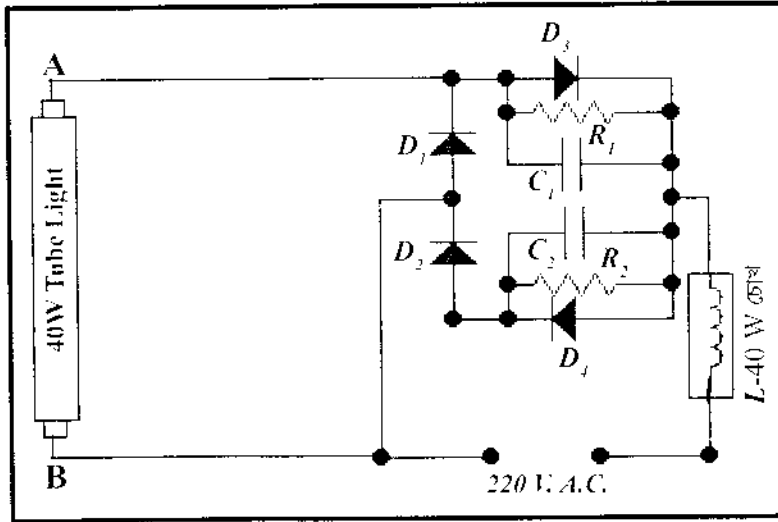 D3
A
R1
D1
C1
40W Tube Light
D2
C2
R2
L-40 W চোখ
D4
B
220 V. A.C.